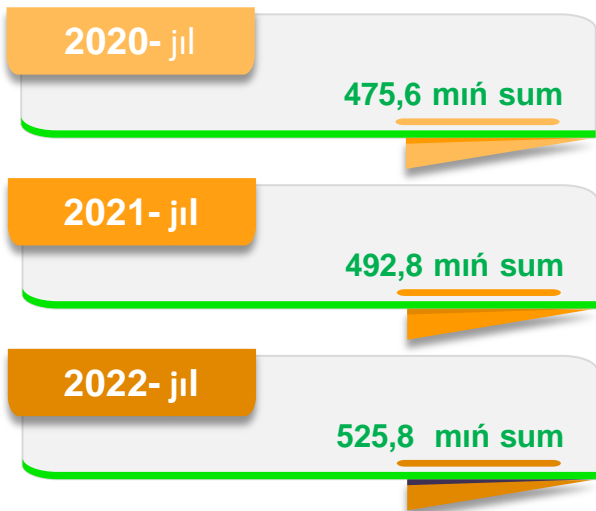 2020- jıl
475,6 mıń sum
2021- jıl
492,8 mıń sum
2022- jıl
525,8 mıń sum